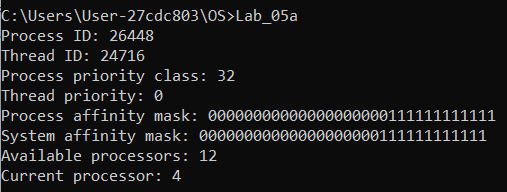 C:\Users\User-27cdc803\OS>Lab_05a
Process ID: 26448
Thread ID: 24716
Process priority class: 32
Thread priority: 0
Process affinity mask: 00000000000000000000111111111111
System affinity mask: 00000000000000000000111111111111
Available processors: 12
Current processor: 4